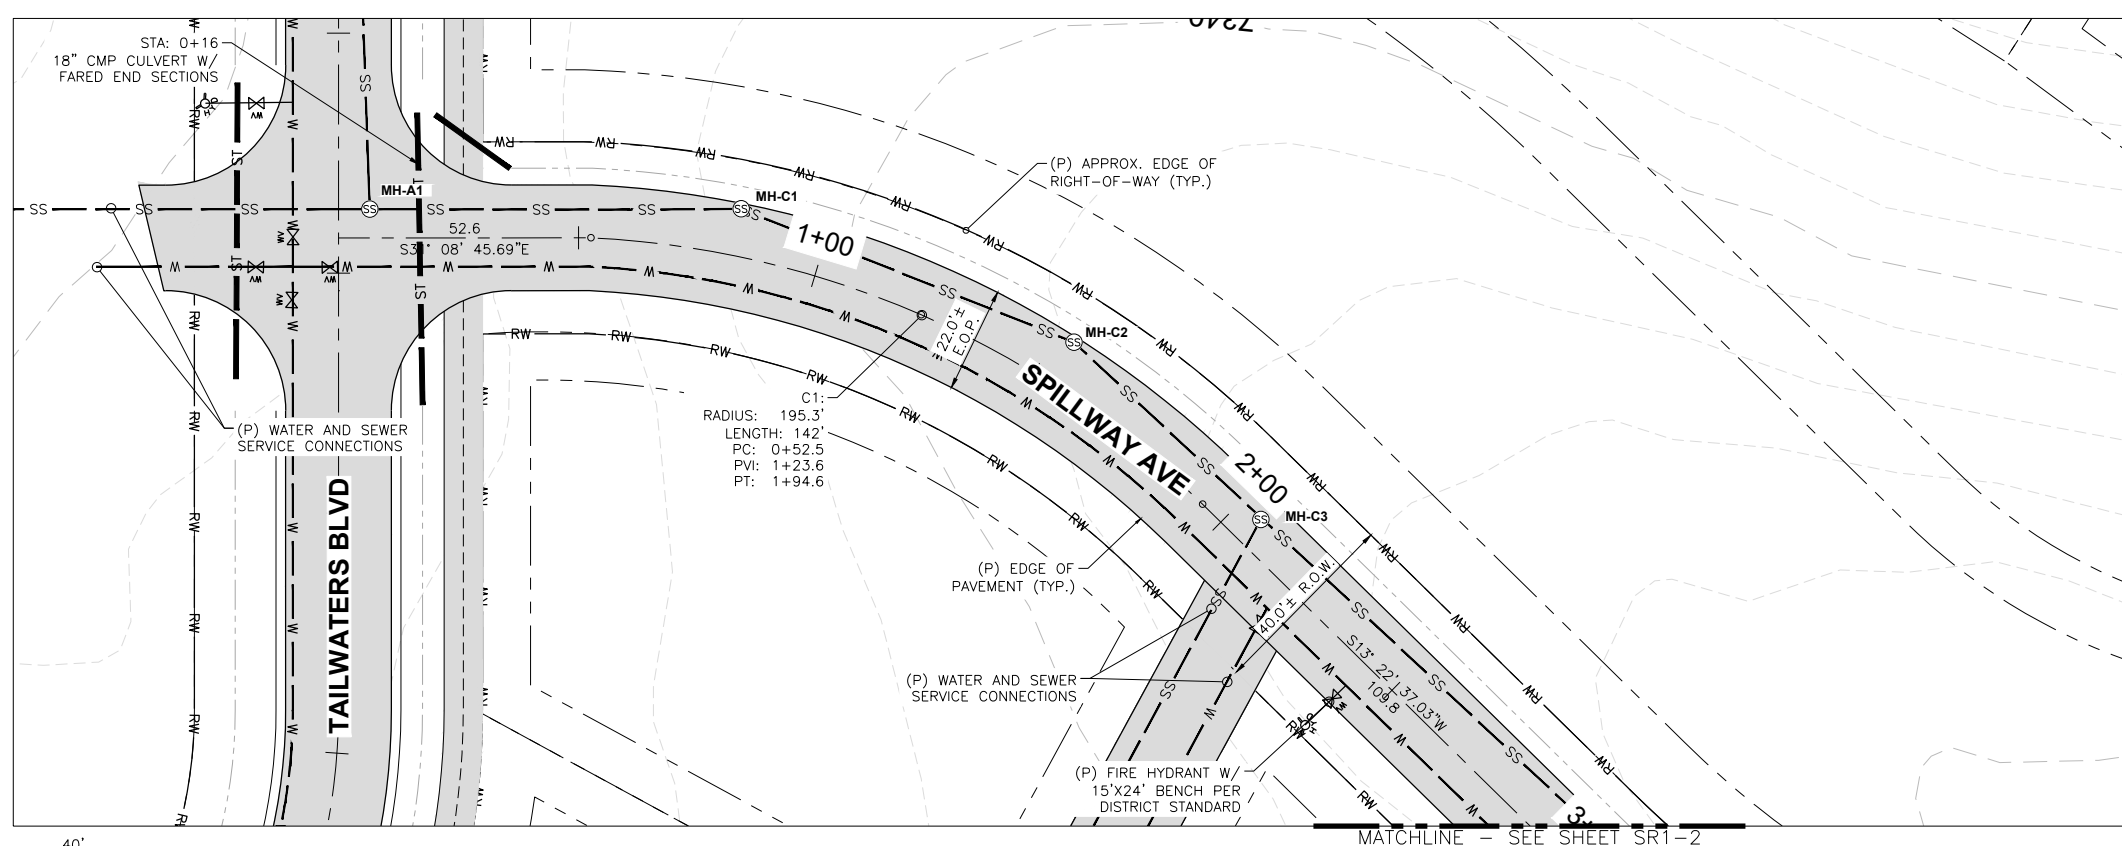 7240
STA: 0+16
18" CMP CULVERT W/
FARED END SECTIONS
MH-A1
MH-C1
(P) APPROX. EDGE OF
RIGHT-OF-WAY (TYP.)
52.6
1+00
22.0'±
E.O.P.
MH-C2
SPILLWAY AVE
C1:
RADIUS: 195.3'
LENGTH: 142'
PC: 0+52.5
PVI: 1+23.6
PT: 1+94.6
(P) WATER AND SEWER
SERVICE CONNECTIONS
2+00
MH-C3
TAILWATERS BLVD
(P) EDGE OF
PAVEMENT (TYP.)
40.0'± R.O.W.
S13° 22' 37.03"W
109.8
(P) WATER AND SEWER
SERVICE CONNECTIONS
(P) FIRE HYDRANT W/
15'X24' BENCH PER
DISTRICT STANDARD
MATCHLINE - SEE SHEET SR1-2
40'